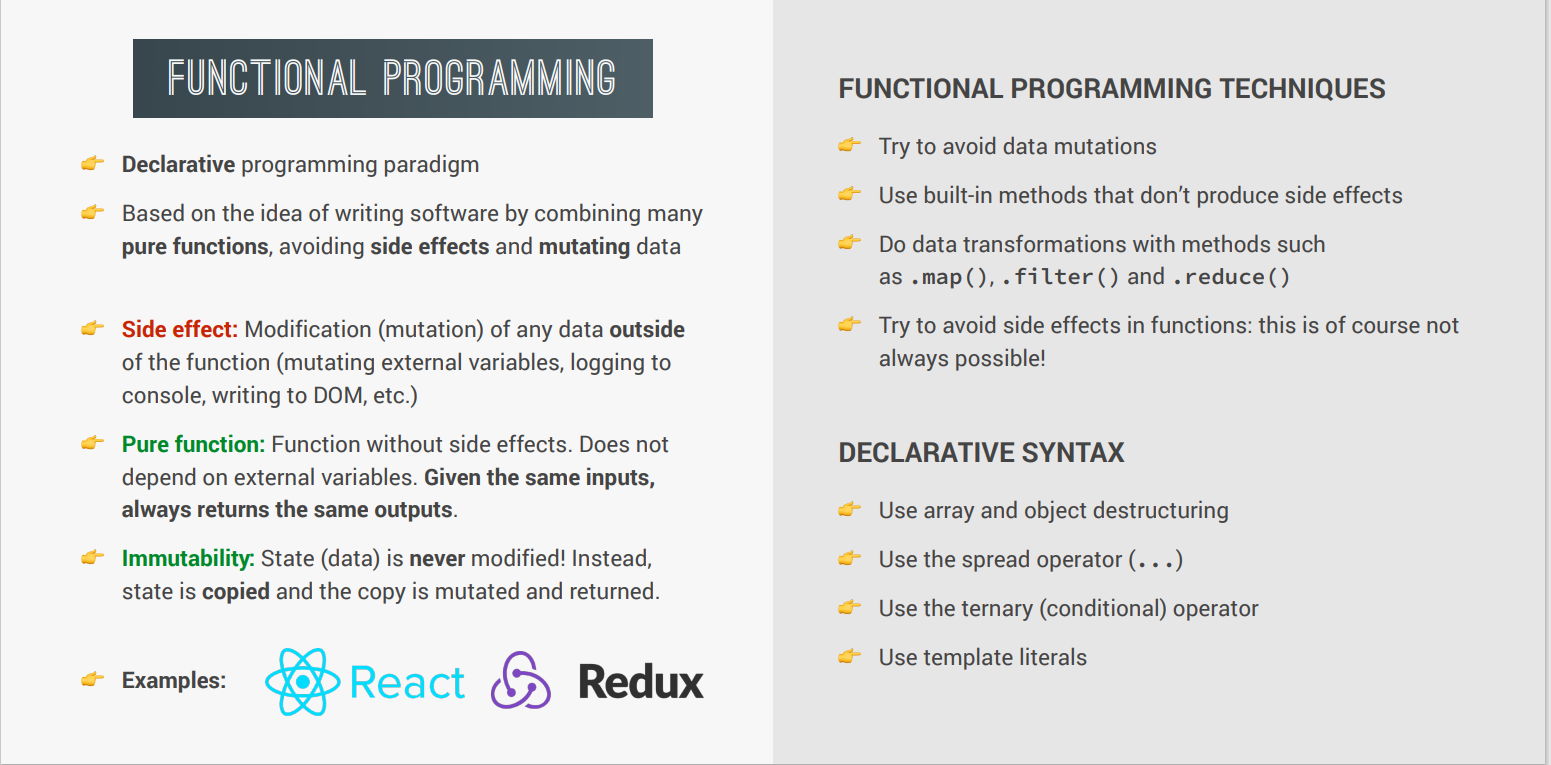 FUNCTIONAL PROGRAMMING
👉 Declarative programming paradigm
👉 Based on the idea of writing software by combining many
pure functions, avoiding side effects and mutating data
👉 Side effect: Modification (mutation) of any data outside
of the function (mutating external variables, logging to
console, writing to DOM, etc.)
👉 Pure function: Function without side effects. Does not
depend on external variables. Given the same inputs,
always returns the same outputs.
👉 Immutability: State (data) is never modified! Instead,
state is copied and the copy is mutated and returned.
👉 Examples: React Redux
FUNCTIONAL PROGRAMMING TECHNIQUES
👉 Try to avoid data mutations
👉 Use built-in methods that don’t produce side effects
👉 Do data transformations with methods such
as .map(), .filter() and .reduce()
👉 Try to avoid side effects in functions: this is of course not
always possible!
DECLARATIVE SYNTAX
👉 Use array and object destructuring
👉 Use the spread operator (...)
👉 Use the ternary (conditional) operator
👉 Use template literals